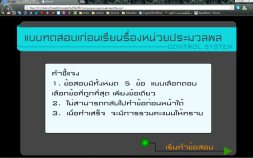 แบบทดสอบก่อนเรียนเรื่องหน่วยประมวลผล
CONTROL SYSTEM
คำชี้แจง
1. ข้อสอบมีทั้งหมด 5 ข้อ แบบเลือกตอบ
เลือกข้อที่ถูกที่สุด เพียงข้อเดียว
2. ไม่สามารถกลับไปทำข้อก่อนหน้าได้
3. เมื่อทำเสร็จ จะมีการรวมคะแนนให้ทราบ
เริ่มทำข้อสอบ